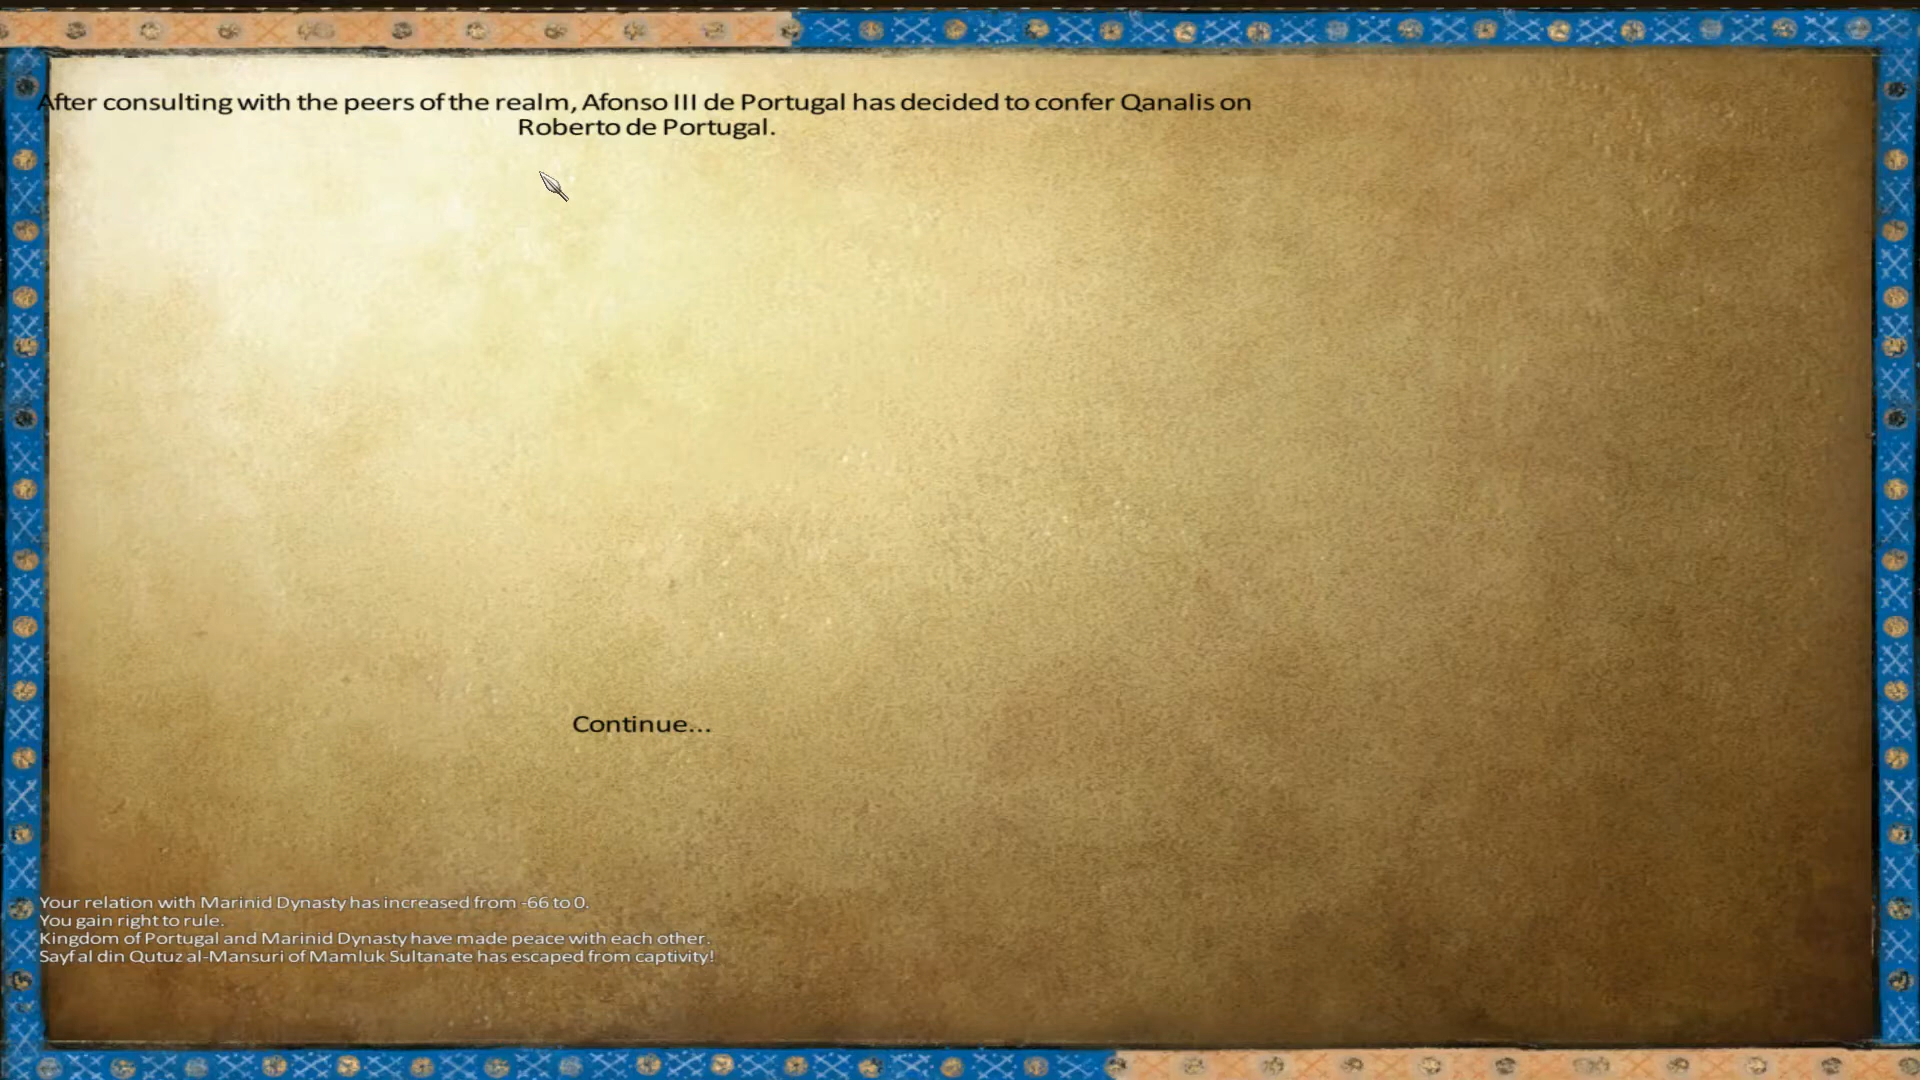 After consulting with the peers of the realm, Afonso III de Portugal has decided to confer Qanalis on
Roberto de Portugal.
Continue...
Your relation with Marinid Dynasty has increased from -66 to 0.
You gain right to rule.
Kingdom of Portugal and Marinid Dynasty have made peace with each other.
Sayf al din Qutuz al-Mansuri of Mamluk Sultanate has escaped from captivity!